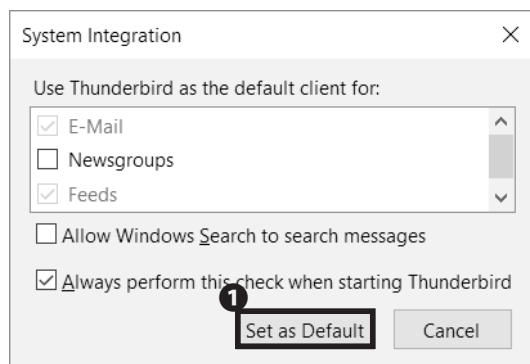 System Integration
Use Thunderbird as the default client for:
E-Mail
Newsgroups
Feeds
Allow Windows Search to search messages
Always perform this check when starting Thunderbird
1
Set as Default Cancel